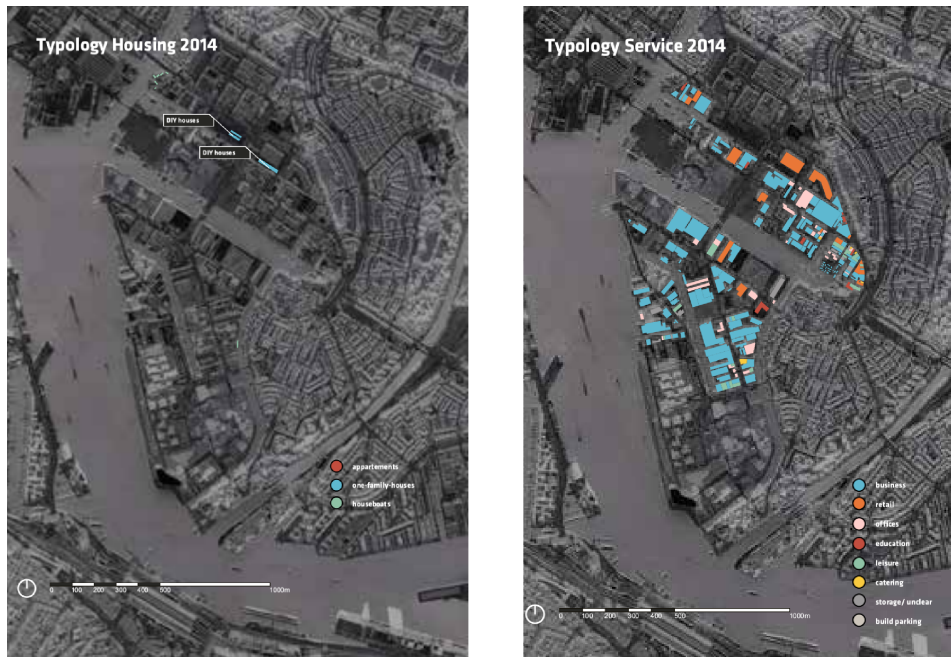 Typology Housing 2014
DIY houses
DIY houses
appartements
one-family-houses
houseboats
0 100 200 300 400 500 1000m
Typology Service 2014
business
retail
offices
education
leisure
catering
storage/ unclear
build parking
0 100 200 300 400 500 1000m